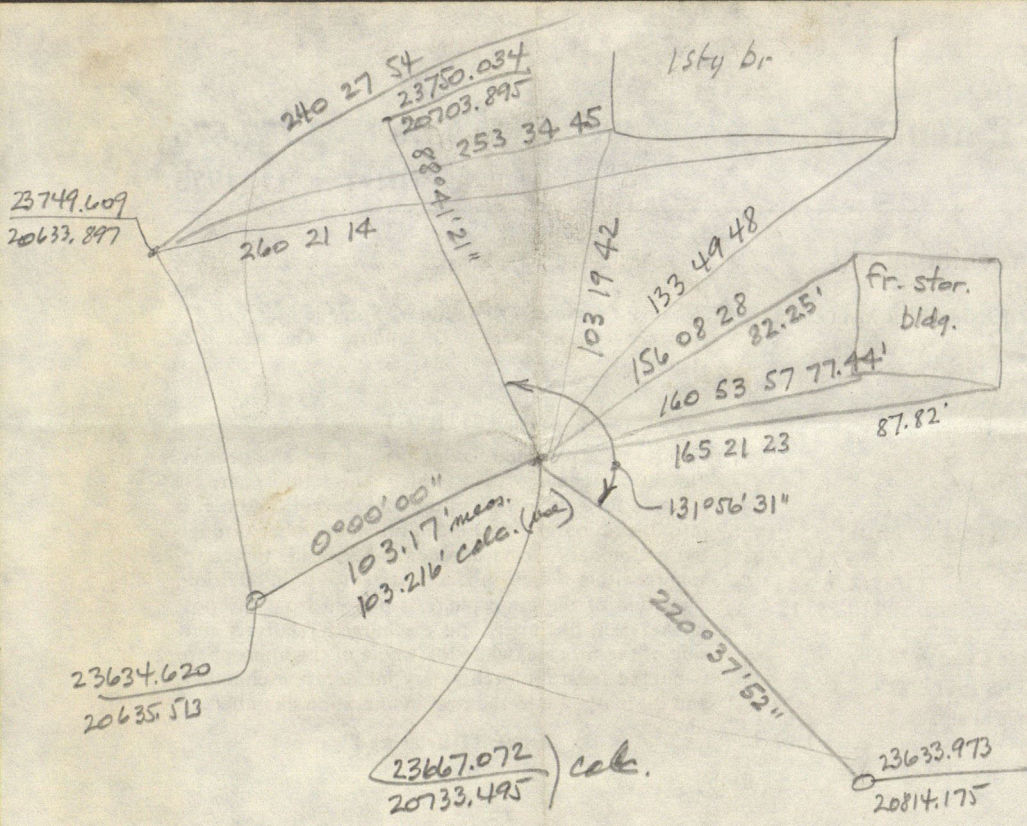 240 27 54
23750.034
20703.895
1 sty br.
253 34 45
88°41'21"
23749.609
20633.897
260 21 14
103 19 42
133 49 48
156 08 28
82.25'
fr. stor.
bldg.
160 53 57 77.44'
165 21 23
87.82'
131°56'31"
0°00'00"
103.17' meas.
103.216' calc. (use)
220°37'52"
23634.620
20635.513
23667.072
20733.495
calc.
23633.973
20814.175